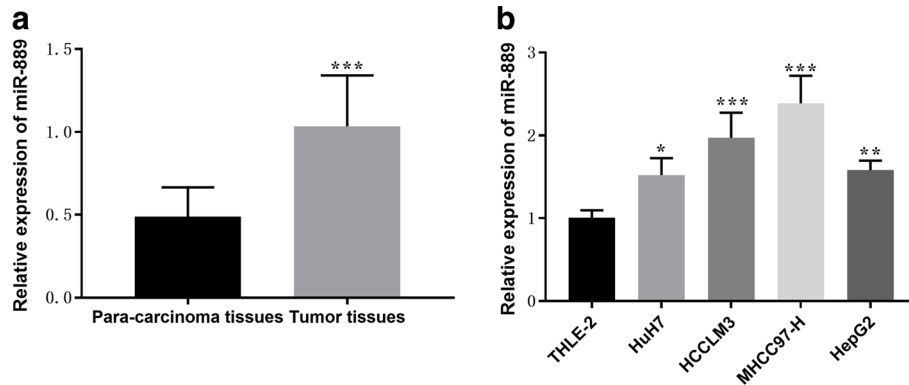 a
Relative expression of miR-889
1.5
1.0
0.5
0.0
***
Para-carcinoma tissues Tumor tissues
b
Relative expression of miR-889
3
2
1
0
*
***
***
**
THLE-2
HuH7
HCCLM3
MHCC97-H
HepG2